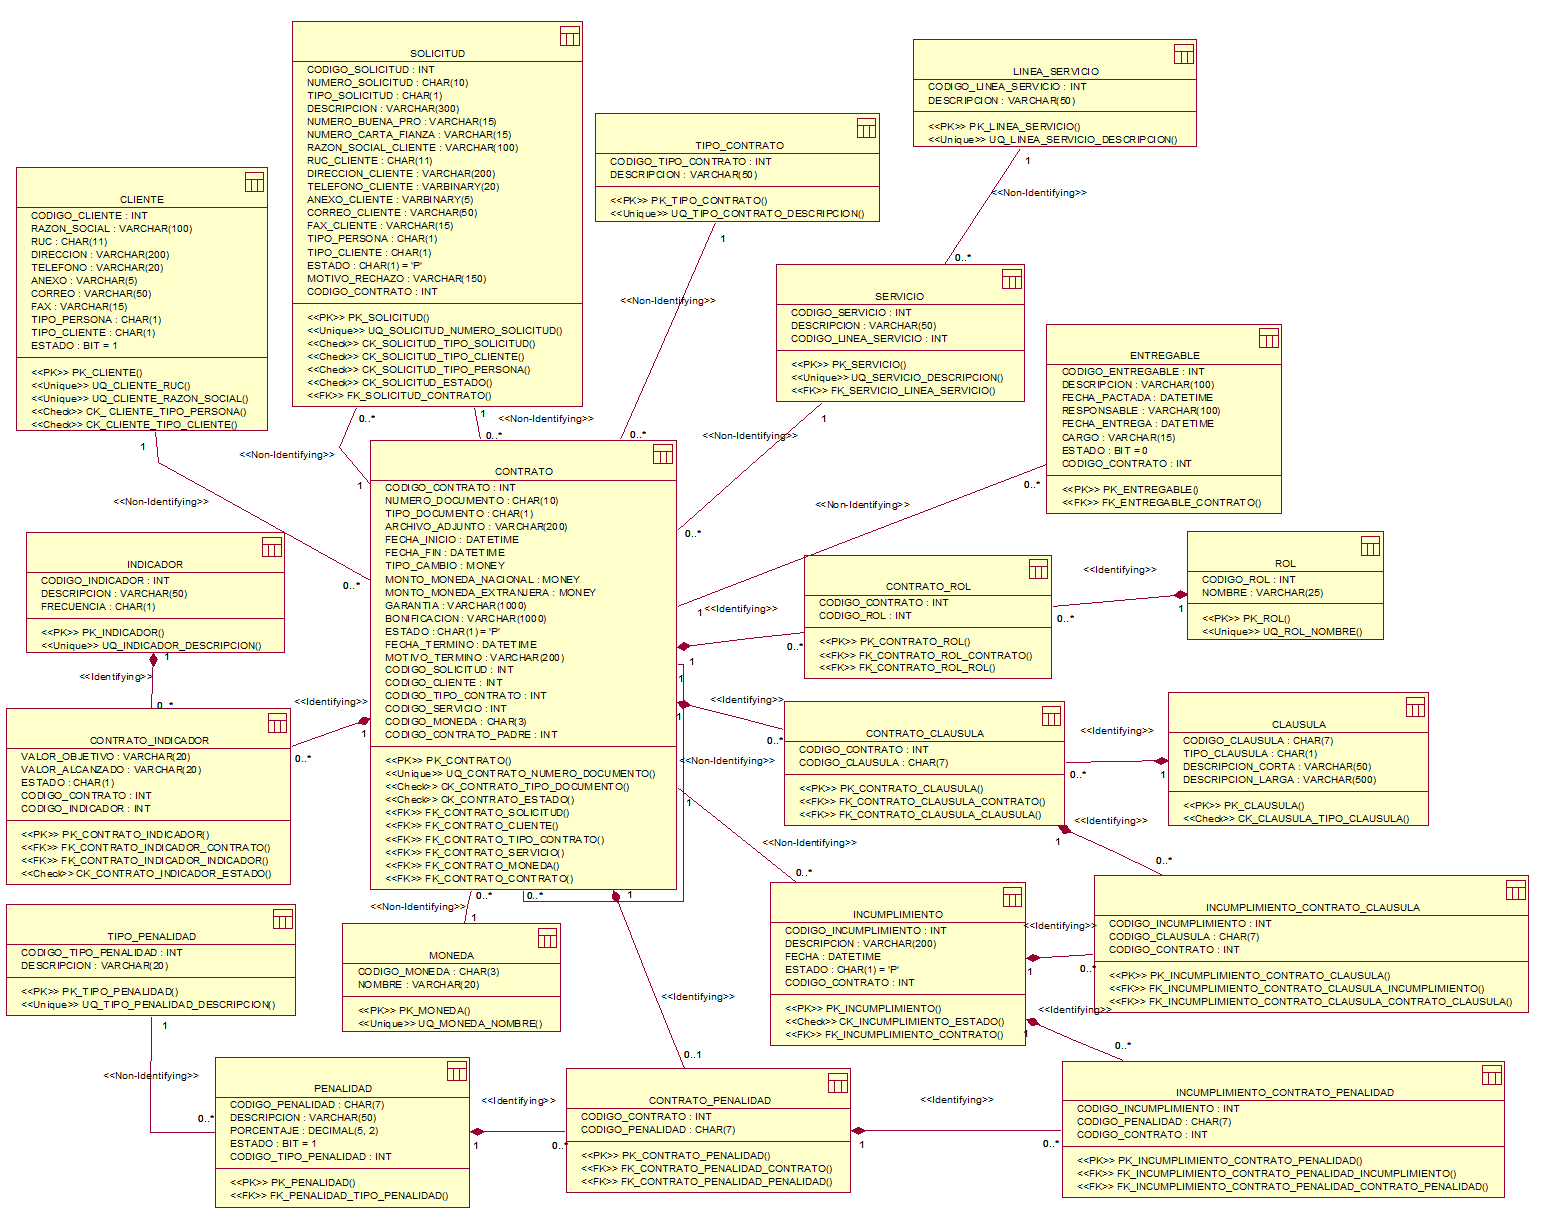 SOLICITUD
CODIGO_SOLICITUD : INT
NUMERO_SOLICITUD : CHAR(10)
TIPO_SOLICITUD : CHAR(1)
DESCRIPCION : VARCHAR(300)
NUMERO_BUENA_PRO : VARCHAR(15)
NUMERO_CARTA_FIANZA : VARCHAR(15)
RAZON_SOCIAL_CLIENTE : VARCHAR(100)
RUC_CLIENTE : CHAR(11)
DIRECCION_CLIENTE : VARCHAR(200)
TELEFONO_CLIENTE : VARBINARY(20)
ANEXO_CLIENTE : VARBINARY(5)
CORREO_CLIENTE : VARCHAR(50)
FAX_CLIENTE : VARCHAR(15)
TIPO_PERSONA : CHAR(1)
TIPO_CLIENTE : CHAR(1)
ESTADO : CHAR(1) = 'P'
MOTIVO_RECHAZO : VARCHAR(150)
CODIGO_CONTRATO : INT
<<PK>> PK_SOLICITUD()
<<Unique>> UQ_SOLICITUD_NUMERO_SOLICITUD()
<<Check>> CK_SOLICITUD_TIPO_SOLICITUD()
<<Check>> CK_SOLICITUD_TIPO_CLIENTE()
<<Check>> CK_SOLICITUD_TIPO_PERSONA()
<<Check>> CK_SOLICITUD_ESTADO()
<<FK>> FK_SOLICITUD_CONTRATO()
LINEA_SERVICIO
CODIGO_LINEA_SERVICIO : INT
DESCRIPCION : VARCHAR(50)
<<PK>> PK_LINEA_SERVICIO()
<<Unique>> UQ_LINEA_SERVICIO_DESCRIPCION()
1
<<Non-Identifying>>
0..*
TIPO_CONTRATO
CODIGO_TIPO_CONTRATO : INT
DESCRIPCION : VARCHAR(50)
<<PK>> PK_TIPO_CONTRATO()
<<Unique>> UQ_TIPO_CONTRATO_DESCRIPCION()
1
<<Non-Identifying>>
0..*
CLIENTE
CODIGO_CLIENTE : INT
RAZON_SOCIAL : VARCHAR(100)
RUC : CHAR(11)
DIRECCION : VARCHAR(200)
TELEFONO : VARCHAR(20)
ANEXO : VARCHAR(5)
CORREO : VARCHAR(50)
FAX : VARCHAR(15)
TIPO_PERSONA : CHAR(1)
TIPO_CLIENTE : CHAR(1)
ESTADO : BIT = 1
<<PK>> PK_CLIENTE()
<<Unique>> UQ_CLIENTE_RUC()
<<Unique>> UQ_CLIENTE_RAZON_SOCIAL()
<<Check>> CK_ CLIENTE_TIPO_PERSONA()
<<Check>> CK_CLIENTE_TIPO_CLIENTE()
1
<<Non-Identifying>>
0..*
0..*
<<Non-Identifying>>
1
1
<<Non-Identifying>>
0..*
SERVICIO
CODIGO_SERVICIO : INT
DESCRIPCION : VARCHAR(50)
CODIGO_LINEA_SERVICIO : INT
<<PK>> PK_SERVICIO()
<<Unique>> UQ_SERVICIO_DESCRIPCION()
<<FK>> FK_SERVICIO_LINEA_SERVICIO()
1
<<Non-Identifying>>
0..*
ENTREGABLE
CODIGO_ENTREGABLE : INT
DESCRIPCION : VARCHAR(100)
FECHA_PACTADA : DATETIME
RESPONSABLE : VARCHAR(100)
FECHA_ENTREGA : DATETIME
CARGO : VARCHAR(15)
ESTADO : BIT = 0
CODIGO_CONTRATO : INT
<<PK>> PK_ENTREGABLE()
<<FK>> FK_ENTREGABLE_CONTRATO()
0..*
<<Non-Identifying>>
1
CONTRATO
CODIGO_CONTRATO : INT
NUMERO_DOCUMENTO : CHAR(10)
TIPO_DOCUMENTO : CHAR(1)
ARCHIVO_ADJUNTO : VARCHAR(200)
FECHA_INICIO : DATETIME
FECHA_FIN : DATETIME
TIPO_CAMBIO : MONEY
MONTO_MONEDA_NACIONAL : MONEY
MONTO_MONEDA_EXTRANJERA : MONEY
GARANTIA : VARCHAR(1000)
BONIFICACION : VARCHAR(1000)
ESTADO : CHAR(1) = 'P'
FECHA_TERMINO : DATETIME
MOTIVO_TERMINO : VARCHAR(200)
CODIGO_SOLICITUD : INT
CODIGO_CLIENTE : INT
CODIGO_TIPO_CONTRATO : INT
CODIGO_SERVICIO : INT
CODIGO_MONEDA : CHAR(3)
CODIGO_CONTRATO_PADRE : INT
<<PK>> PK_CONTRATO()
<<Unique>> UQ_CONTRATO_NUMERO_DOCUMENTO()
<<Check>> CK_CONTRATO_TIPO_DOCUMENTO()
<<Check>> CK_CONTRATO_ESTADO()
<<FK>> FK_CONTRATO_SOLICITUD()
<<FK>> FK_CONTRATO_CLIENTE()
<<FK>> FK_CONTRATO_TIPO_CONTRATO()
<<FK>> FK_CONTRATO_SERVICIO()
<<FK>> FK_CONTRATO_MONEDA()
<<FK>> FK_CONTRATO_CONTRATO()
INDICADOR
CODIGO_INDICADOR : INT
DESCRIPCION : VARCHAR(50)
FRECUENCIA : CHAR(1)
<<PK>> PK_INDICADOR()
<<Unique>> UQ_INDICADOR_DESCRIPCION()
1
<<Identifying>>
0..*
<<Identifying>>
1
0..*
CONTRATO_INDICADOR
VALOR_OBJETIVO : VARCHAR(20)
VALOR_ALCANZADO : VARCHAR(20)
ESTADO : CHAR(1)
CODIGO_CONTRATO : INT
CODIGO_INDICADOR : INT
<<PK>> PK_CONTRATO_INDICADOR()
<<FK>> FK_CONTRATO_INDICADOR_CONTRATO()
<<FK>> FK_CONTRATO_INDICADOR_INDICADOR()
<<Check>> CK_CONTRATO_INDICADOR_ESTADO()
CONTRATO_ROL
CODIGO_CONTRATO : INT
CODIGO_ROL : INT
<<PK>> PK_CONTRATO_ROL()
<<FK>> FK_CONTRATO_ROL_CONTRATO()
<<FK>> FK_CONTRATO_ROL_ROL()
<<Identifying>>
1
0..*
<<Identifying>>
0..*
1
ROL
CODIGO_ROL : INT
NOMBRE : VARCHAR(25)
<<PK>> PK_ROL()
<<Unique>> UQ_ROL_NOMBRE()
1
<<Non-Identifying>>
0..*
<<Identifying>>
1
0..*
CONTRATO_CLAUSULA
CODIGO_CONTRATO : INT
CODIGO_CLAUSULA : CHAR(7)
<<PK>> PK_CONTRATO_CLAUSULA()
<<FK>> FK_CONTRATO_CLAUSULA_CONTRATO()
<<FK>> FK_CONTRATO_CLAUSULA_CLAUSULA()
<<Identifying>>
0..*
1
CLAUSULA
CODIGO_CLAUSULA : CHAR(7)
TIPO_CLAUSULA : CHAR(1)
DESCRIPCION_CORTA : VARCHAR(50)
DESCRIPCION_LARGA : VARCHAR(500)
<<PK>> PK_CLAUSULA()
<<Check>> CK_CLAUSULA_TIPO_CLAUSULA()
<<Identifying>>
1
0..*
1
<<Non-Identifying>>
0..*
INCUMPLIMIENTO
CODIGO_INCUMPLIMIENTO : INT
DESCRIPCION : VARCHAR(200)
FECHA : DATETIME
ESTADO : CHAR(1) = 'P'
CODIGO_CONTRATO : INT
<<PK>> PK_INCUMPLIMIENTO()
<<Check>> CK_INCUMPLIMIENTO_ESTADO()
<<FK>> FK_INCUMPLIMIENTO_CONTRATO()
<<Identifying>>
1
0..*
INCUMPLIMIENTO_CONTRATO_CLAUSULA
CODIGO_INCUMPLIMIENTO : INT
CODIGO_CLAUSULA : CHAR(7)
CODIGO_CONTRATO : INT
<<PK>> PK_INCUMPLIMIENTO_CONTRATO_CLAUSULA()
<<FK>> FK_INCUMPLIMIENTO_CONTRATO_CLAUSULA_INCUMPLIMIENTO()
<<FK>> FK_INCUMPLIMIENTO_CONTRATO_CLAUSULA_CONTRATO_CLAUSULA()
<<Identifying>>
1
0..*
TIPO_PENALIDAD
CODIGO_TIPO_PENALIDAD : INT
DESCRIPCION : VARCHAR(20)
<<PK>> PK_TIPO_PENALIDAD()
<<Unique>> UQ_TIPO_PENALIDAD_DESCRIPCION()
1
<<Non-Identifying>>
0..*
0..*
<<Non-Identifying>>
1
MONEDA
CODIGO_MONEDA : CHAR(3)
NOMBRE : VARCHAR(20)
<<PK>> PK_MONEDA()
<<Unique>> UQ_MONEDA_NOMBRE()
1
<<Identifying>>
0..1
PENALIDAD
CODIGO_PENALIDAD : CHAR(7)
DESCRIPCION : VARCHAR(50)
PORCENTAJE : DECIMAL(5, 2)
ESTADO : BIT = 1
CODIGO_TIPO_PENALIDAD : INT
<<PK>> PK_PENALIDAD()
<<FK>> FK_PENALIDAD_TIPO_PENALIDAD()
<<Identifying>>
1
0..*
CONTRATO_PENALIDAD
CODIGO_CONTRATO : INT
CODIGO_PENALIDAD : CHAR(7)
<<PK>> PK_CONTRATO_PENALIDAD()
<<FK>> FK_CONTRATO_PENALIDAD_CONTRATO()
<<FK>> FK_CONTRATO_PENALIDAD_PENALIDAD()
<<Identifying>>
1
0..*
INCUMPLIMIENTO_CONTRATO_PENALIDAD
CODIGO_INCUMPLIMIENTO : INT
CODIGO_PENALIDAD : CHAR(7)
CODIGO_CONTRATO : INT
<<PK>> PK_INCUMPLIMIENTO_CONTRATO_PENALIDAD()
<<FK>> FK_INCUMPLIMIENTO_CONTRATO_PENALIDAD_INCUMPLIMIENTO()
<<FK>> FK_INCUMPLIMIENTO_CONTRATO_PENALIDAD_CONTRATO_PENALIDAD()